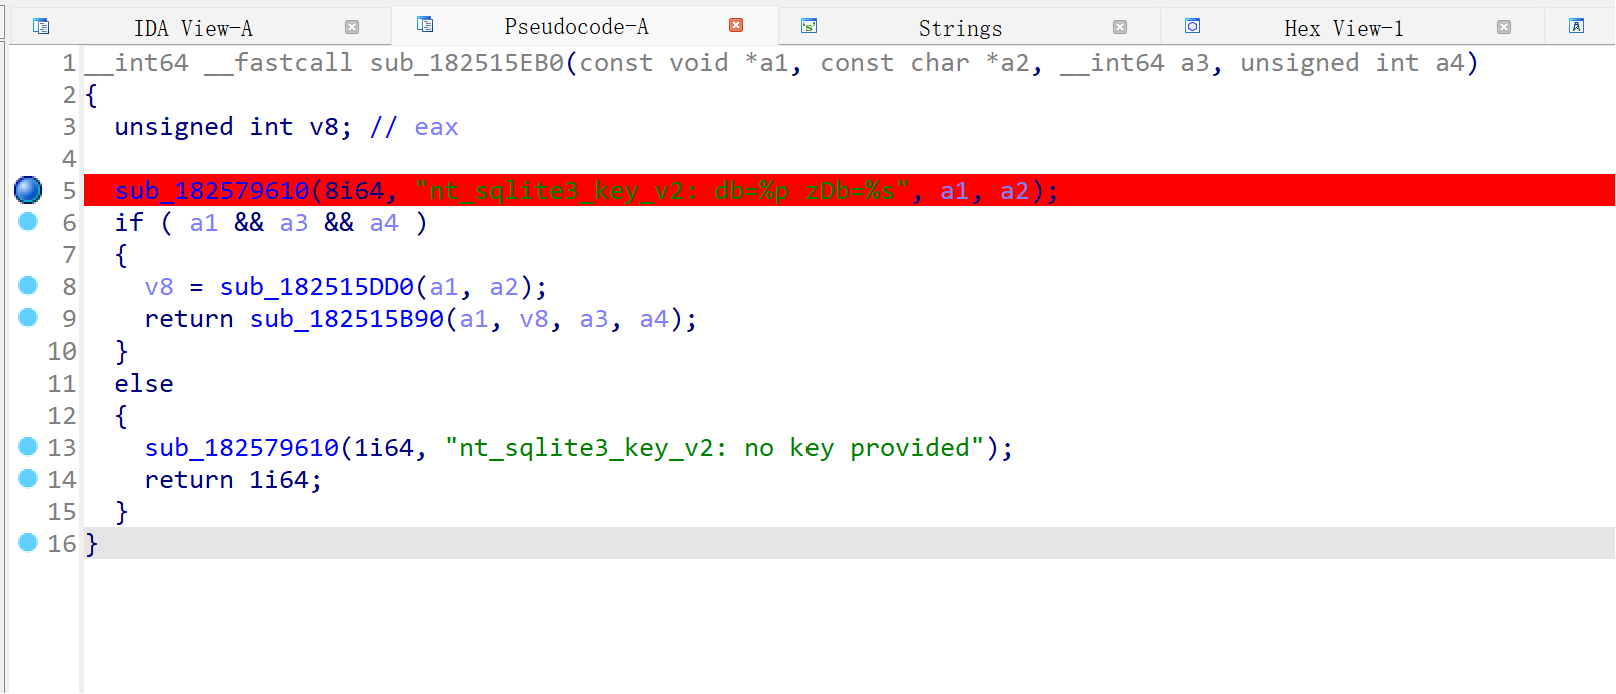 IDA View-A Pseudocode-A Strings Hex View-1
1 __int64 __fastcall sub_182515EB0(const void *a1, const char *a2, __int64 a3, unsigned int a4)
2 {
3 unsigned int v8; // eax
4
5 sub_182579610(8i64, "nt_sqlite3_key_v2: db=%p zDb=%s", a1, a2);
6 if ( a1 && a3 && a4 )
7 {
8 v8 = sub_182515DD0(a1, a2);
9 return sub_182515B90(a1, v8, a3, a4);
10 }
11 else
12 {
13 sub_182579610(1i64, "nt_sqlite3_key_v2: no key provided");
14 return 1i64;
15 }
16 }